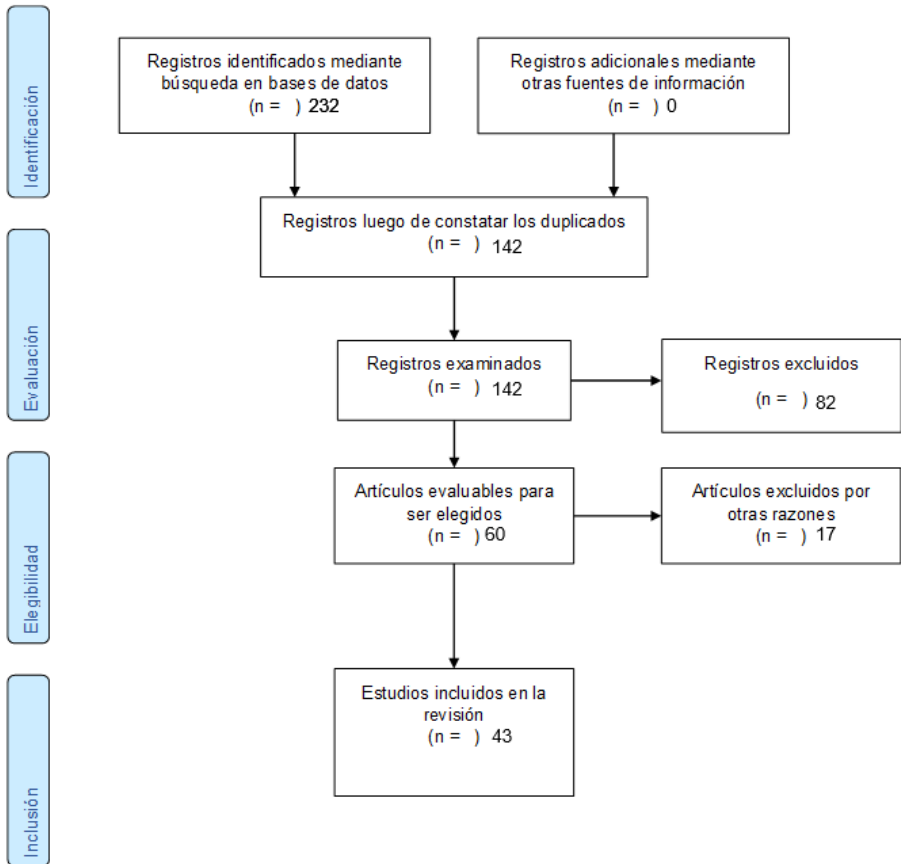 Identificación
Registros identificados mediante
búsqueda en bases de datos
(n =   ) 232
Registros adicionales mediante
otras fuentes de información
(n =   ) 0
Registros luego de constatar los duplicados
(n =   ) 142
Evaluación
Registros examinados
(n =   ) 142
Registros excluidos
(n =   ) 82
Elegibilidad
Artículos evaluables para
ser elegidos
(n =   ) 60
Artículos excluidos por
otras razones
(n =   ) 17
Inclusión
Estudios incluidos en la
revisión
(n =   ) 43